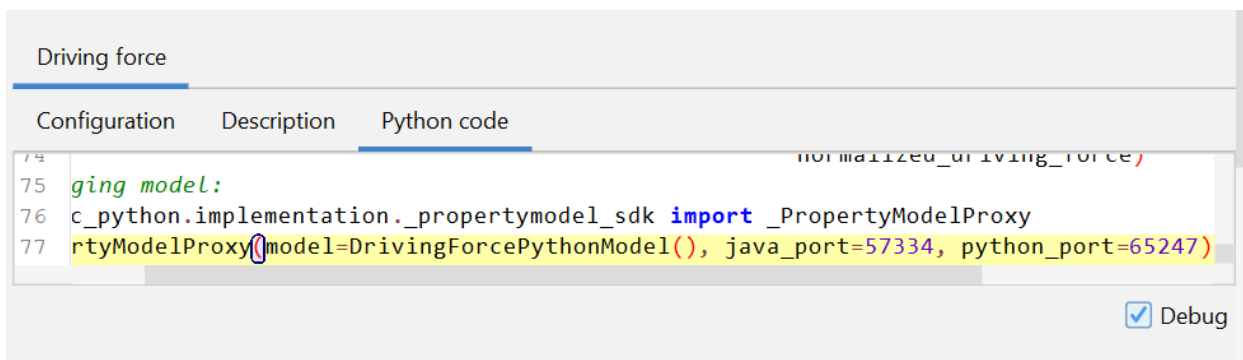 Driving force
Configuration Description Python code
74 normalized_driving_force)
75 ging model:
76 c_python.implementation._propertymodel_sdk import _PropertyModelProxy
77 rtyModelProxy(model=DrivingForcePythonModel(), java_port=57334, python_port=65247)
Debug